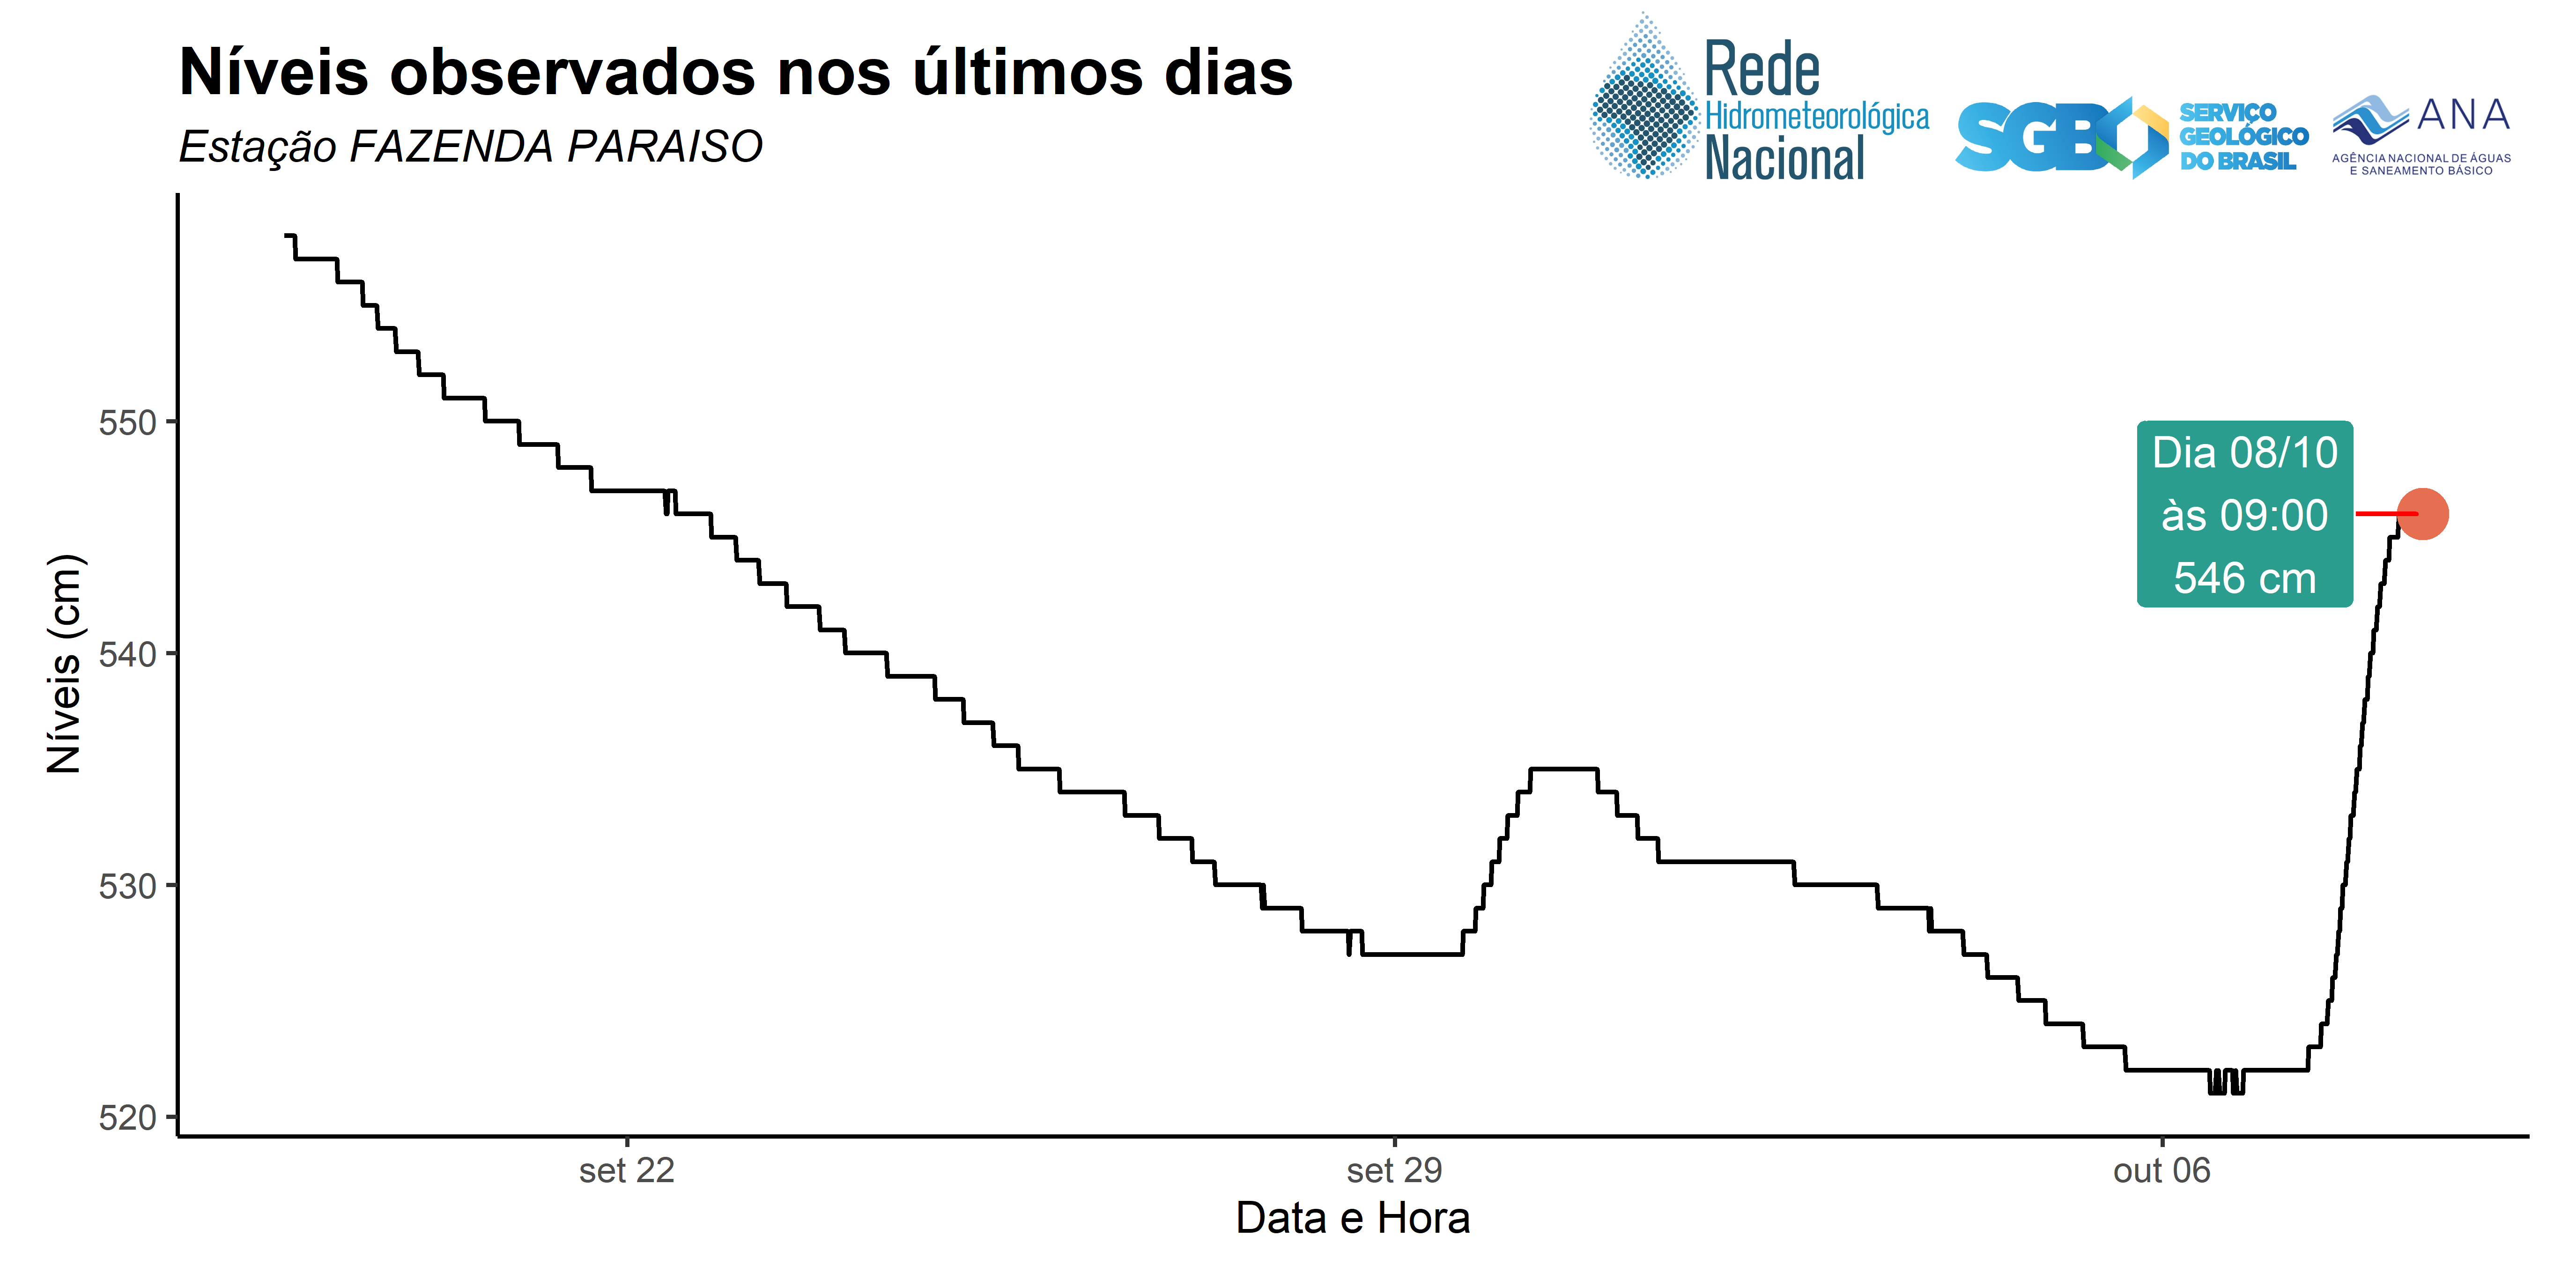 Níveis observados nos últimos dias
Estação FAZENDA PARAISO
Rede
Hidrometeorológica
Nacional
SGB
SERVIÇO
GEOLÓGICO
DO BRASIL
ANA
AGÊNCIA NACIONAL DE ÁGUAS
E SANEAMENTO BÁSICO
Níveis (cm)
550
540
530
520
Dia 08/10
às 09:00
546 cm
set 22
set 29
out 06
Data e Hora